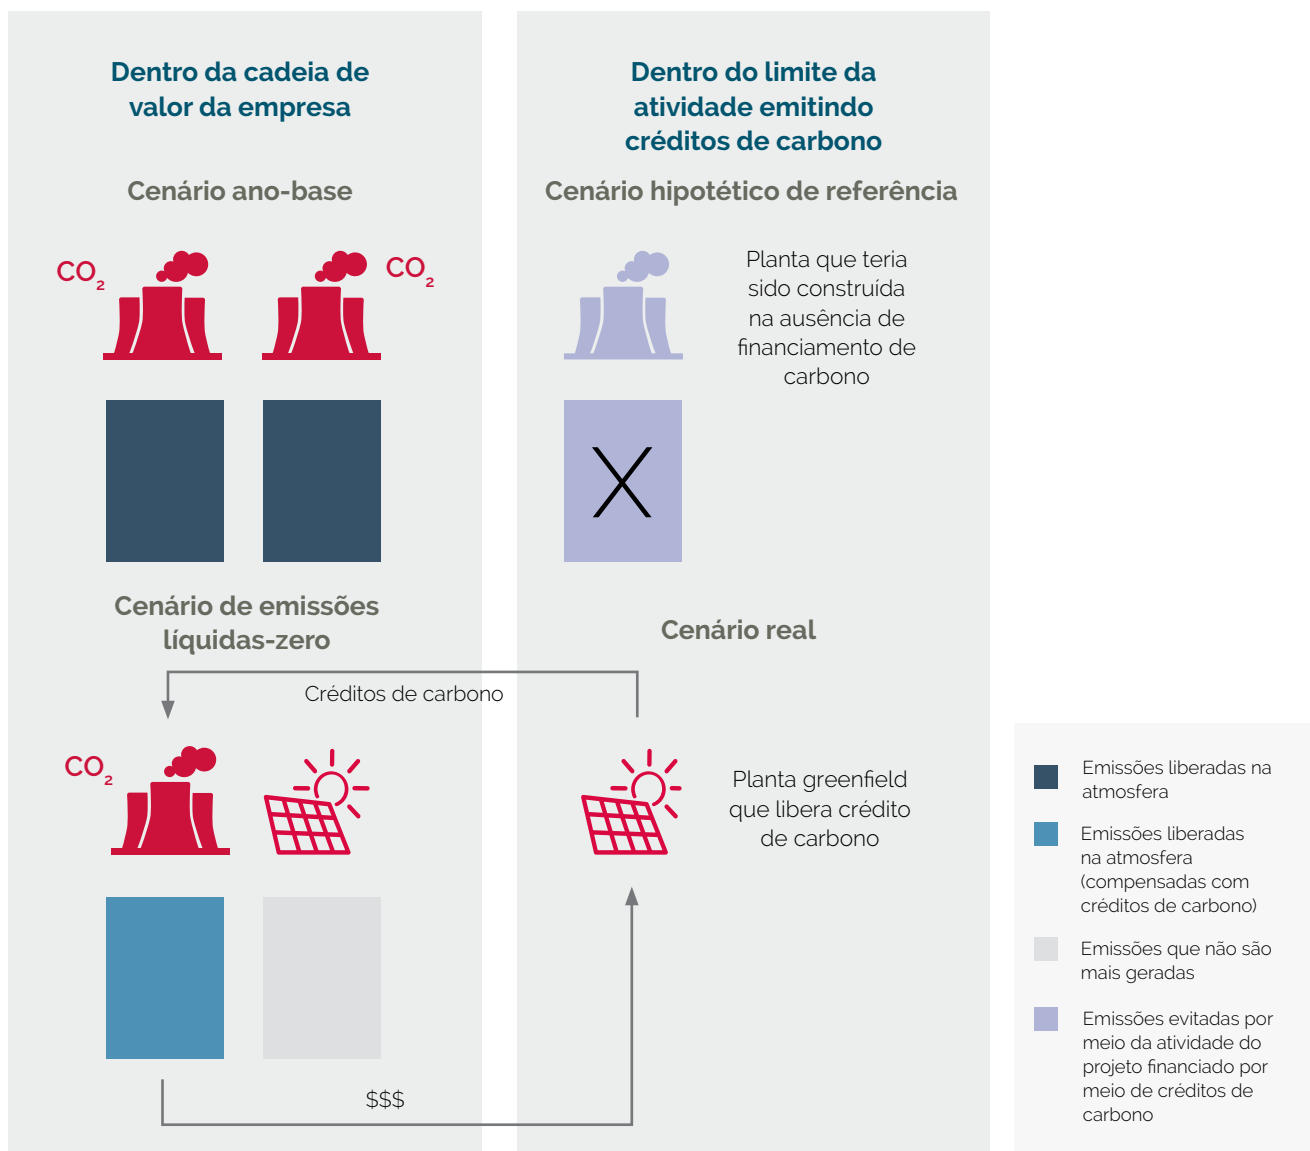 Dentro da cadeia de
valor da empresa
Cenário ano-base
CO₂
CO₂
Cenário de emissões
líquidas-zero
Créditos de carbono
CO₂
$$$
Dentro do limite da
atividade emitindo
créditos de carbono
Cenário hipotético de referência
Planta que teria
sido construída
na ausência de
financiamento de
carbono
X
Cenário real
Planta greenfield
que libera crédito
de carbono
Emissões liberadas na
atmosfera
Emissões liberadas
na atmosfera
(compensadas com
créditos de carbono)
Emissões que não são
mais geradas
Emissões evitadas por
meio da atividade do
projeto financiado por
meio de créditos de
carbono